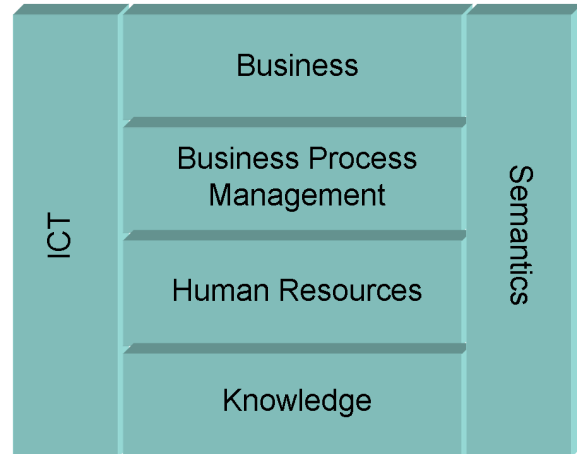 ICT
Business
Business Process
Management
Human Resources
Knowledge
Semantics